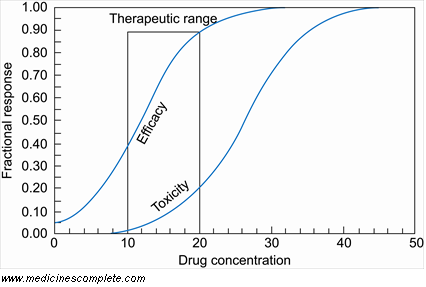 1.00
Therapeutic range
0.90
0.80
0.70
0.60
0.50
0.40
0.30
0.20
0.10
0.00
Fractional response
Efficacy
Toxicity
0 10 20 30 40 50
Drug concentration
www.medicinescomplete.com